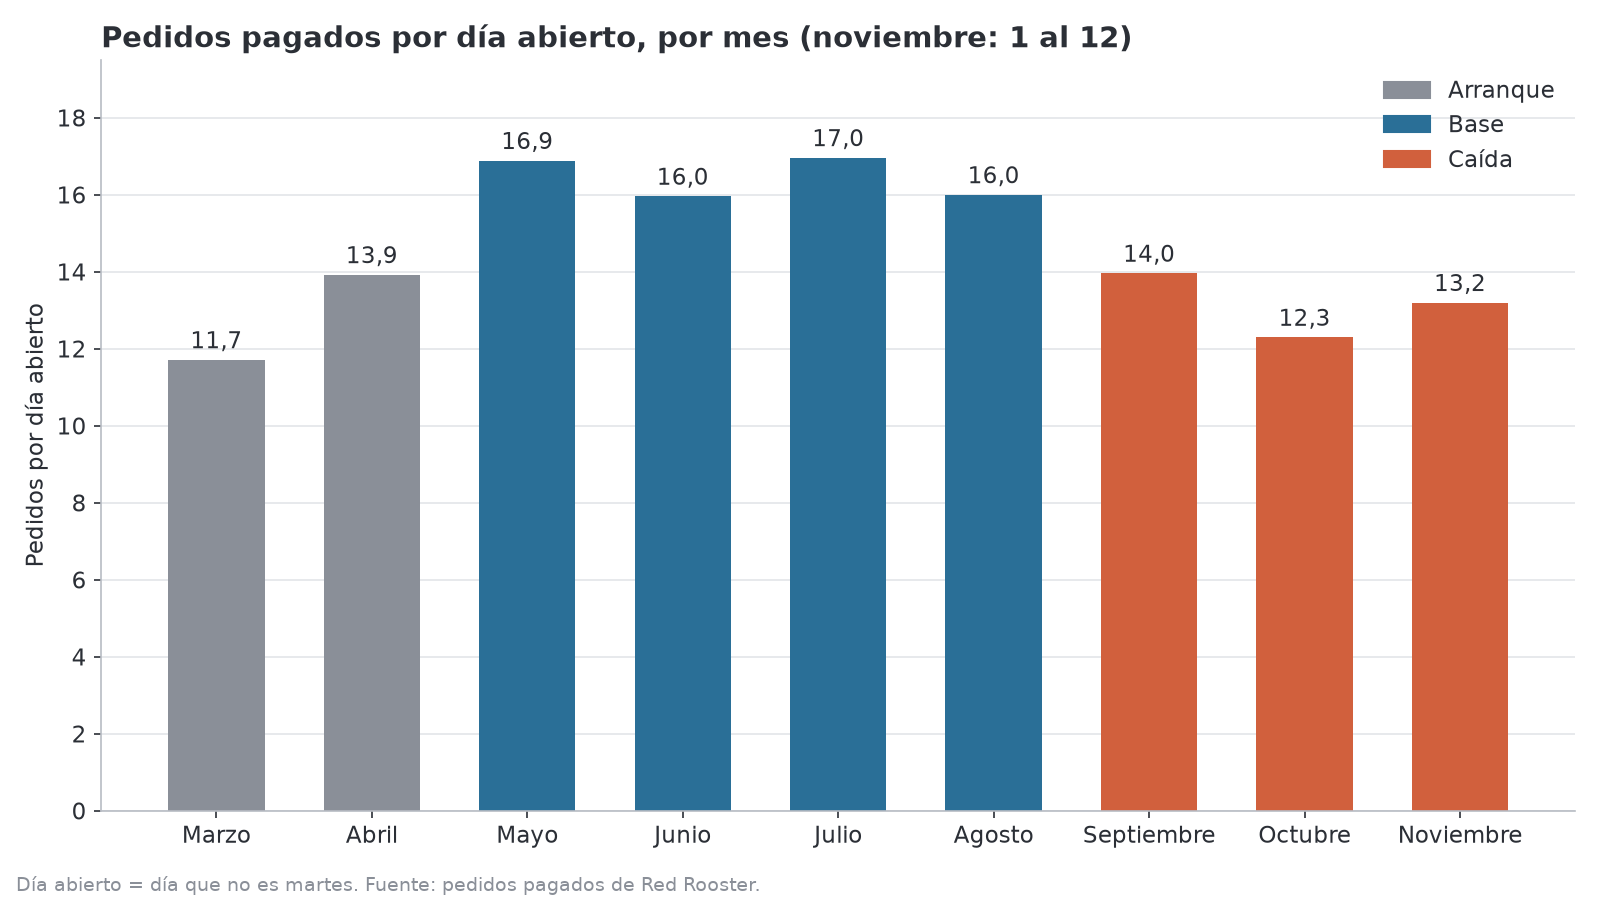 Pedidos pagados por día abierto, por mes (noviembre: 1 al 12)
Arranque
Base
Caída
Pedidos por día abierto
18
16
14
12
10
8
6
4
2
0
11,7
13,9
16,9
16,0
17,0
16,0
14,0
12,3
13,2
Marzo Abril Mayo Junio Julio Agosto Septiembre Octubre Noviembre
Día abierto = día que no es martes. Fuente: pedidos pagados de Red Rooster.